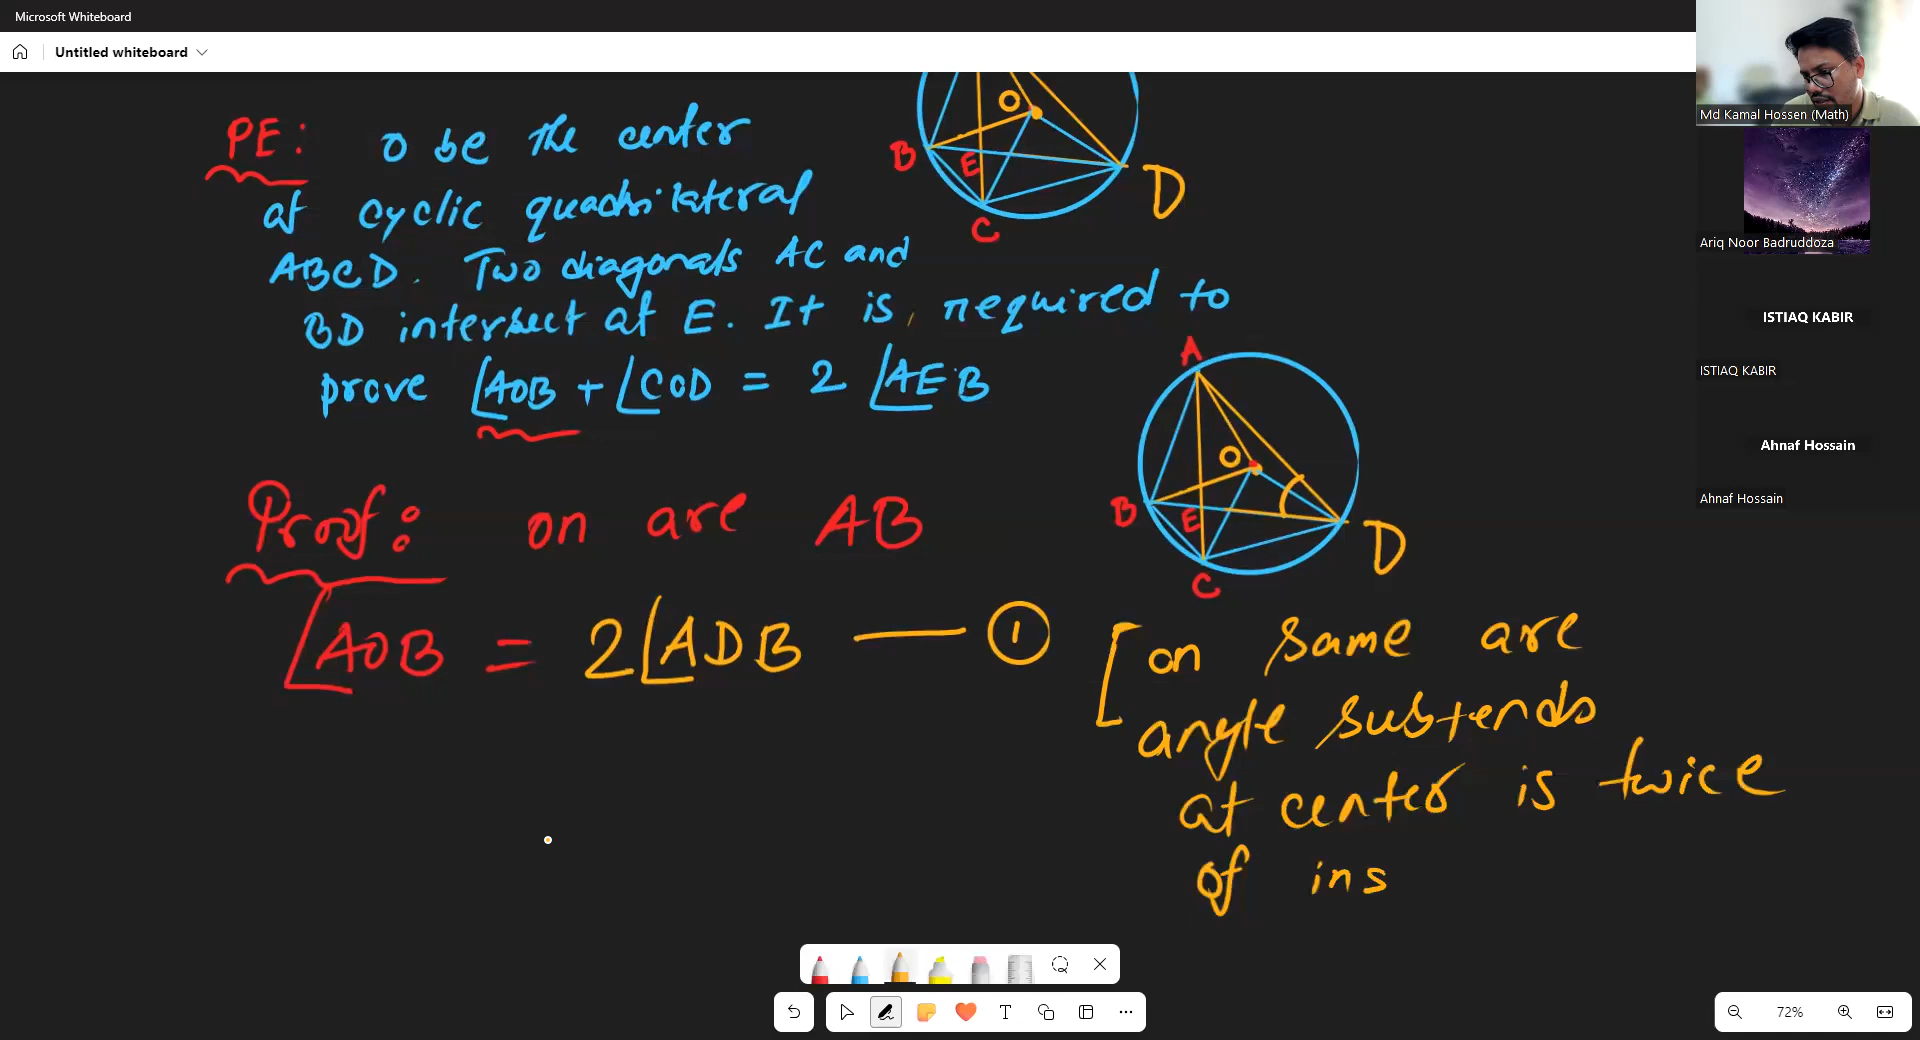 Microsoft Whiteboard
Untitled whiteboard
PE: O be the center
of cyclic quadrilateral
ABCD. Two diagonals AC and
BD intersect at E. It is required to
prove ∠AOB + ∠COD = 2 ∠AEB
O
B
E
C
D
Proof: on arc AB
∠AOB = 2∠ADB — ①
A
O
B
E
C
D
[on same arc
angle subtends
at center is twice
of ins
Md Kamal Hossen (Math)
Ariq Noor Badruddoza
ISTIAQ KABIR
ISTIAQ KABIR
Ahnaf Hossain
Ahnaf Hossain
T
72%